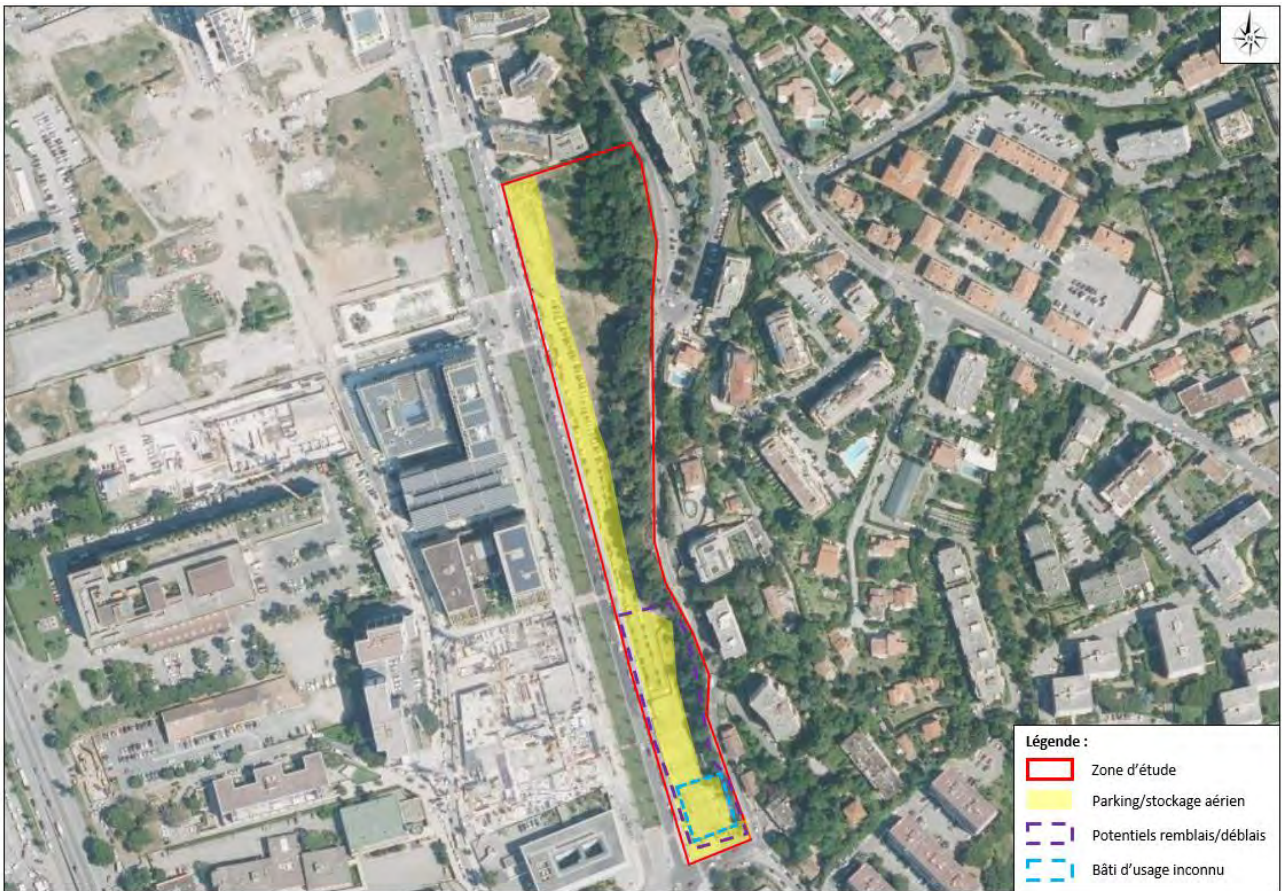 N
Légende :
Zone d'étude
Parking/stockage aérien
Potentiels remblais/déblais
Bâti d'usage inconnu